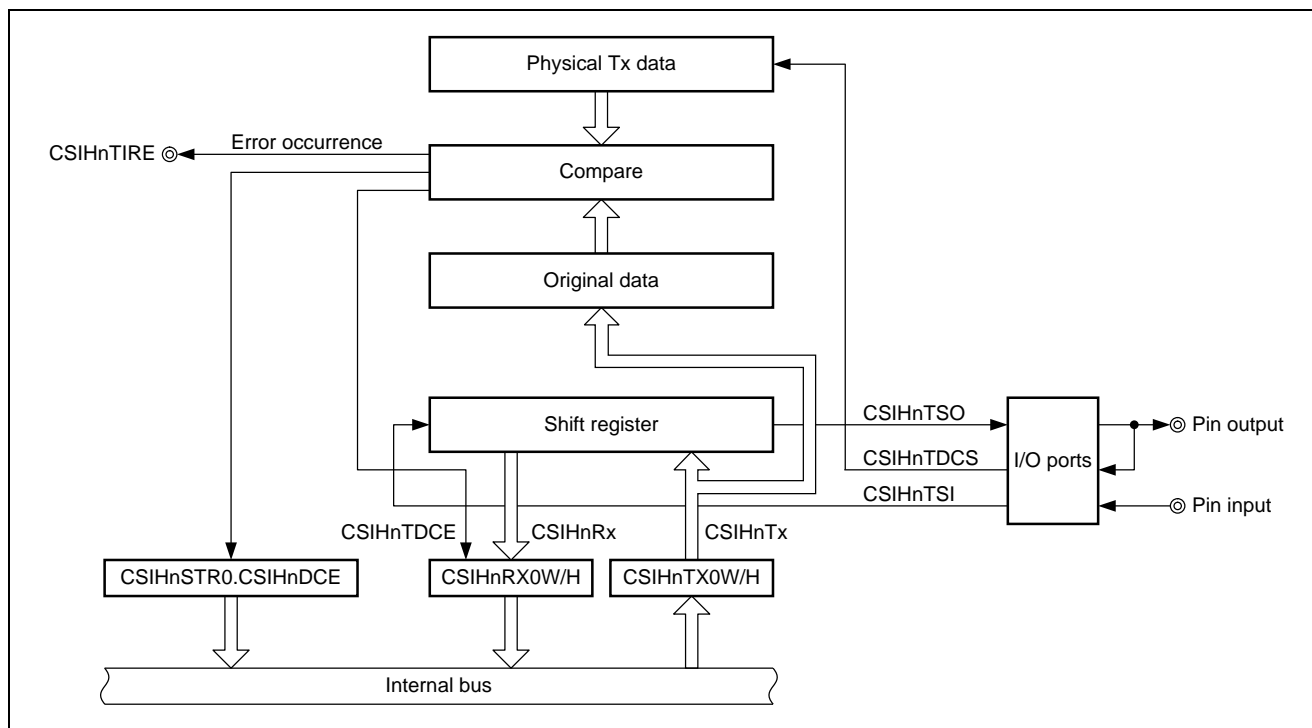 Physical Tx data
Error occurrence
CSIHnTIRE
Compare
Original data
Shift register
CSIHnTSO
CSIHnTDCS
CSIHnTSI
I/O ports
Pin output
Pin input
CSIHnTDCE
CSIHnRx
CSIHnTx
CSIHnSTR0.CSIHnDCE
CSIHnRX0W/H
CSIHnTX0W/H
Internal bus